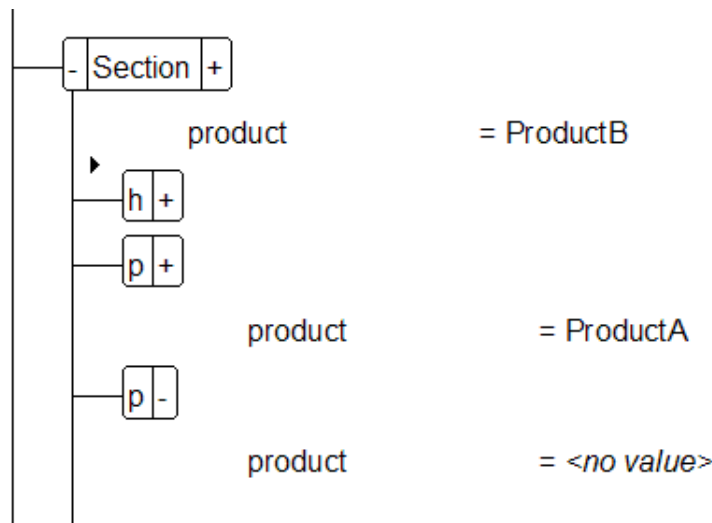 - Section +
product = ProductB
h +
p +
product = ProductA
p -
product = <no value>